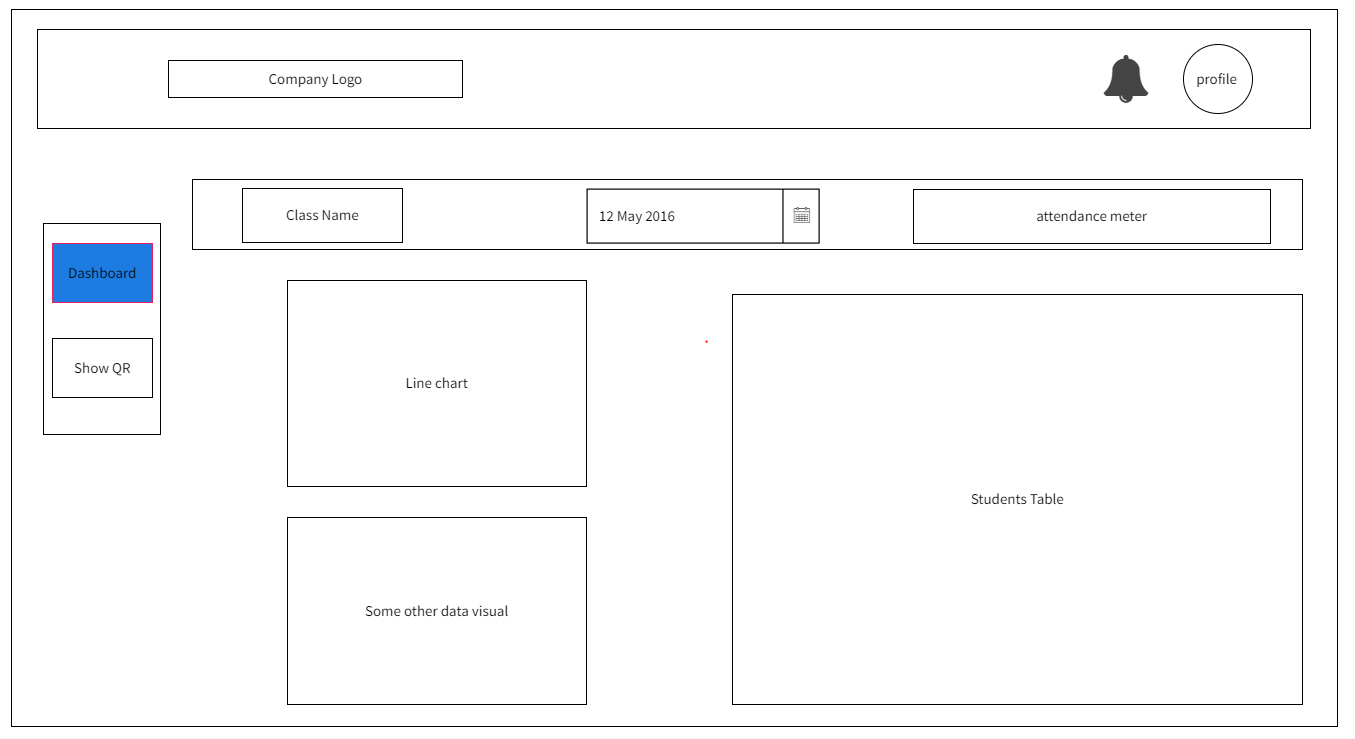 Company Logo
profile
Class Name
12 May 2016
attendance meter
Dashboard
Show QR
Line chart
Students Table
Some other data visual